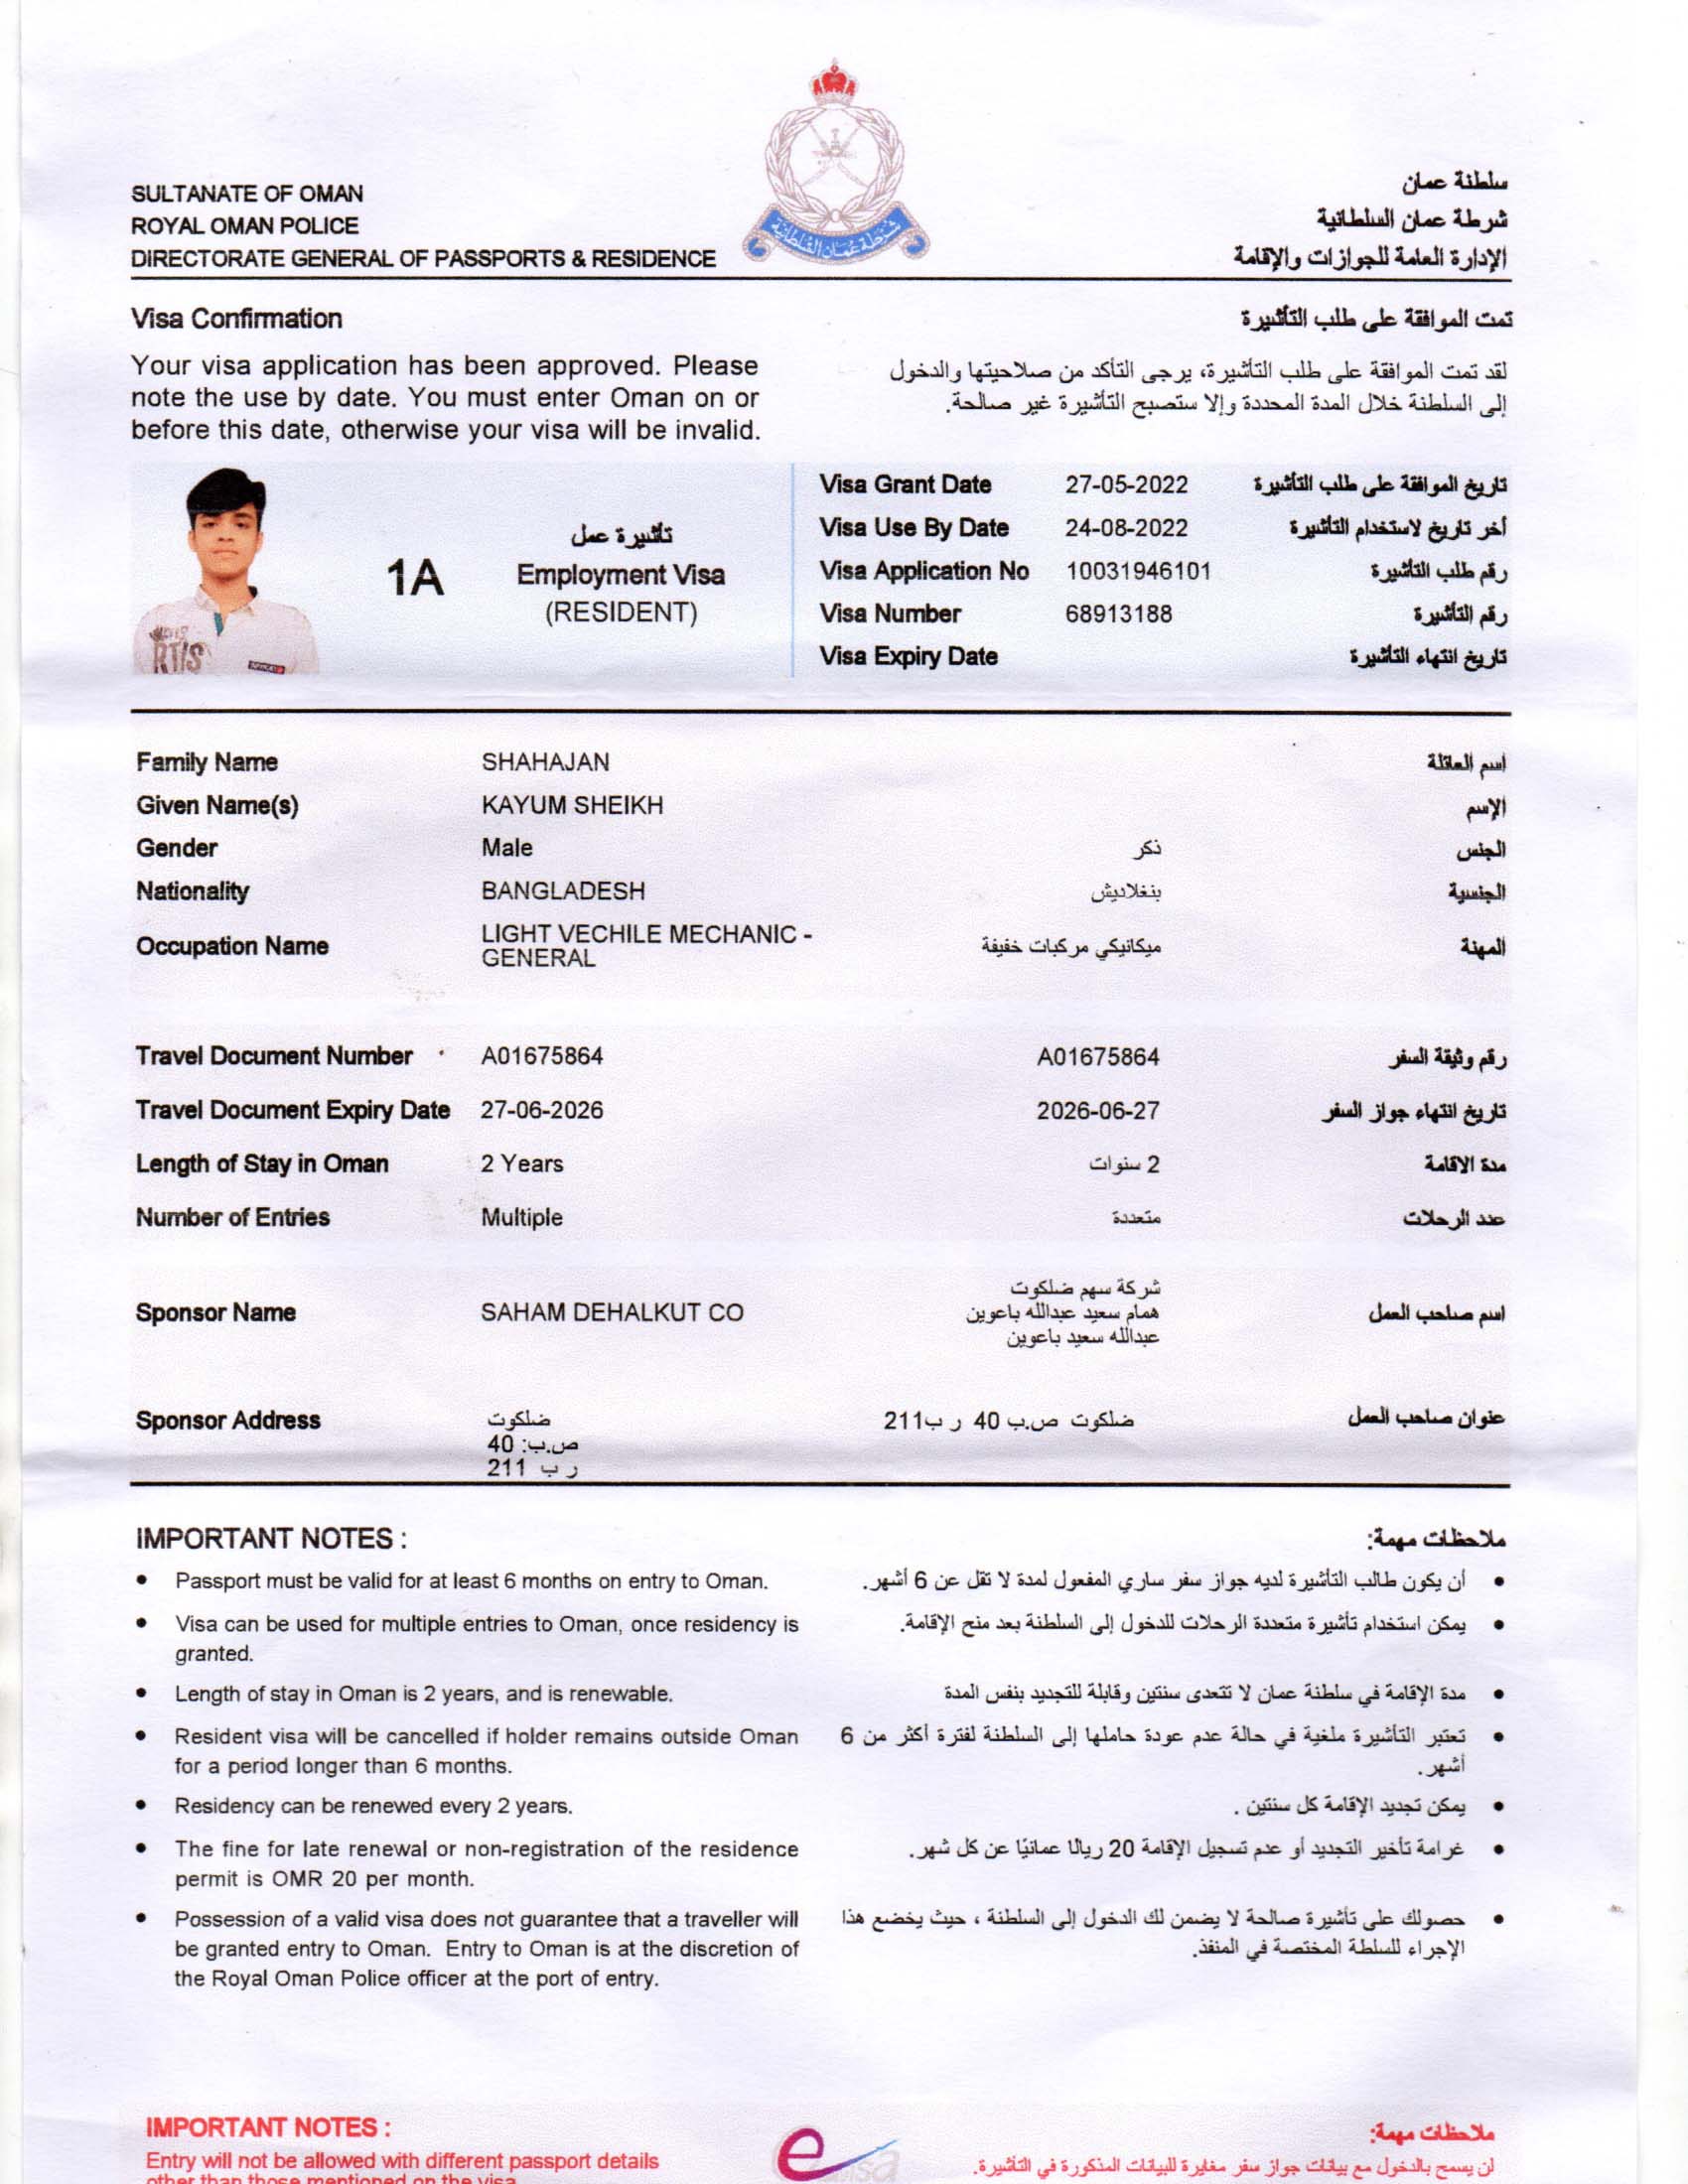 شرطة عمان السلطانية
SULTANATE OF OMAN
ROYAL OMAN POLICE
DIRECTORATE GENERAL OF PASSPORTS & RESIDENCE
سلطنة عمان
شرطة عمان السلطانية
الإدارة العامة للجوازات والإقامة
Visa Confirmation
Your visa application has been approved. Please
note the use by date. You must enter Oman on or
before this date, otherwise your visa will be invalid.
تمت الموافقة على طلب التأشيرة
لقد تمت الموافقة على طلب التأشيرة، يرجى التأكد من صلاحيتها والدخول
إلى السلطنة خلال المدة المحددة وإلا ستصبح التأشيرة غير صالحة.
RTIS
1A
تأشيرة عمل
Employment Visa
(RESIDENT)
Visa Grant Date 27-05-2022 تاريخ الموافقة على طلب التأشيرة
Visa Use By Date 24-08-2022 أخر تاريخ لاستخدام التأشيرة
Visa Application No 10031946101 رقم طلب التأشيرة
Visa Number 68913188 رقم التأشيرة
Visa Expiry Date تاريخ انتهاء التأشيرة
Family Name SHAHAJAN اسم العائلة
Given Name(s) KAYUM SHEIKH الإسم
Gender Male ذكر الجنس
Nationality BANGLADESH بنغلاديش الجنسية
Occupation Name LIGHT VECHILE MECHANIC - GENERAL ميكانيكي مركبات خفيفة المهنة
Travel Document Number A01675864 A01675864 رقم وثيقة السفر
Travel Document Expiry Date 27-06-2026 2026-06-27 تاريخ انتهاء جواز السفر
Length of Stay in Oman 2 Years 2 سنوات مدة الاقامة
Number of Entries Multiple متعددة عدد الرحلات
Sponsor Name SAHAM DEHALKUT CO
شركة سهم ضلكوت
همام سعيد عبدالله باعوين
عبدالله سعيد باعوين
اسم صاحب العمل
Sponsor Address
ضلكوت
ص.ب: 40
ر ب 211
ضلكوت ص.ب 40 ر ب211
عنوان صاحب العمل
IMPORTANT NOTES :
• Passport must be valid for at least 6 months on entry to Oman.
• Visa can be used for multiple entries to Oman, once residency is
granted.
• Length of stay in Oman is 2 years, and is renewable.
• Resident visa will be cancelled if holder remains outside Oman
for a period longer than 6 months.
• Residency can be renewed every 2 years.
• The fine for late renewal or non-registration of the residence
permit is OMR 20 per month.
• Possession of a valid visa does not guarantee that a traveller will
be granted entry to Oman. Entry to Oman is at the discretion of
the Royal Oman Police officer at the port of entry.
ملاحظات مهمة:
• أن يكون طالب التأشيرة لديه جواز سفر ساري المفعول لمدة لا تقل عن 6 أشهر.
• يمكن استخدام تأشيرة متعددة الرحلات للدخول إلى السلطنة بعد منح الإقامة.
• مدة الإقامة في سلطنة عمان لا تتعدى سنتين وقابلة للتجديد بنفس المدة
• تعتبر التأشيرة ملغية في حالة عدم عودة حاملها إلى السلطنة لفترة أكثر من 6
أشهر.
• يمكن تجديد الإقامة كل سنتين .
• غرامة تأخير التجديد أو عدم تسجيل الإقامة 20 ريالا عمانيًا عن كل شهر.
• حصولك على تأشيرة صالحة لا يضمن لك الدخول إلى السلطنة ، حيث يخضع هذا
الإجراء للسلطة المختصة في المنفذ.
IMPORTANT NOTES :
Entry will not be allowed with different passport details
other than those mentioned on the visa
e visa
ملاحظات مهمة:
لن يسمح بالدخول مع بيانات جواز سفر مغايرة للبيانات المذكورة في التأشيرة.